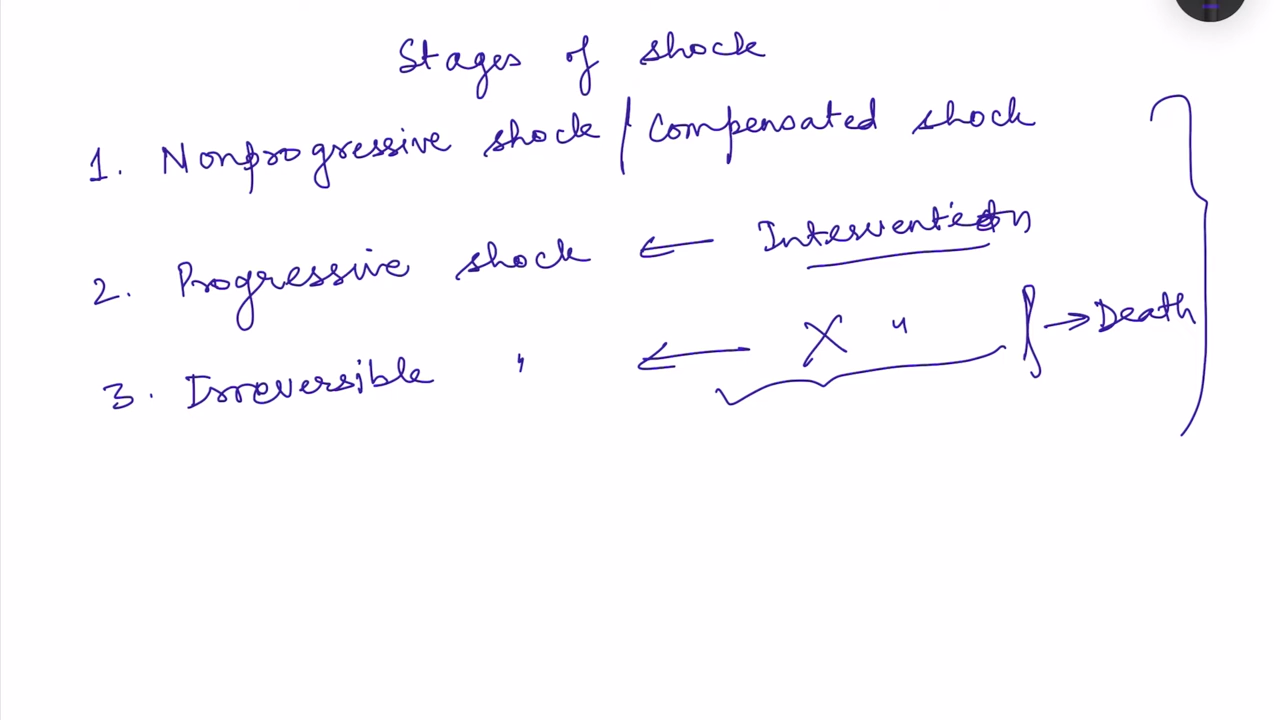 Stages of shock
1. Nonprogressive shock / Compensated shock
2. Progressive shock ← Intervention
3. Irreversible " ← X " } → Death